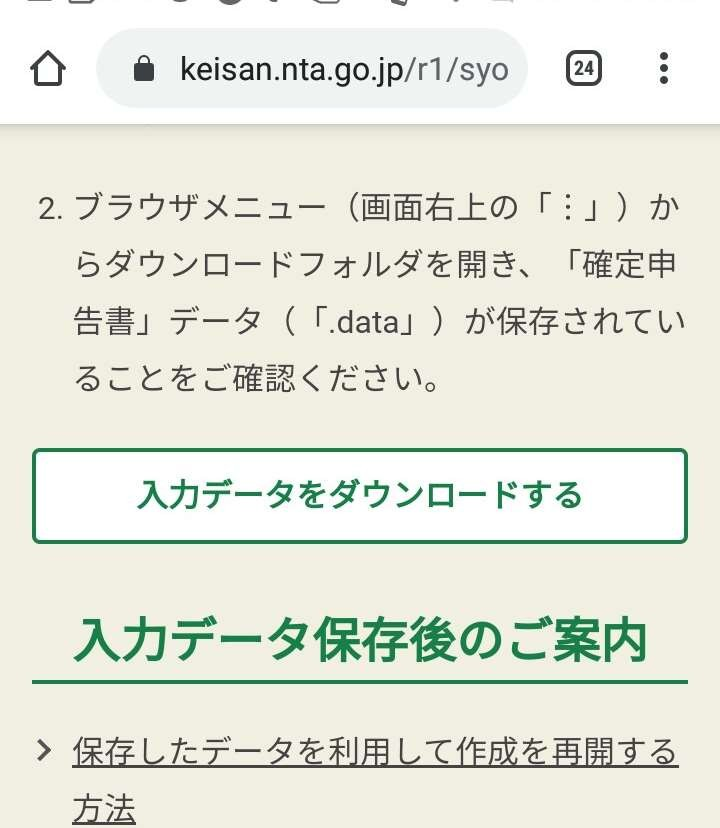 keisan.nta.go.jp/r1/syo
24
2. ブラウザメニュー（画面右上の「⋮」）か
らダウンロードフォルダを開き、「確定申
告書」データ（「.data」）が保存されてい
ることをご確認ください。
入力データをダウンロードする
入力データ保存後のご案内
保存したデータを利用して作成を再開する
方法